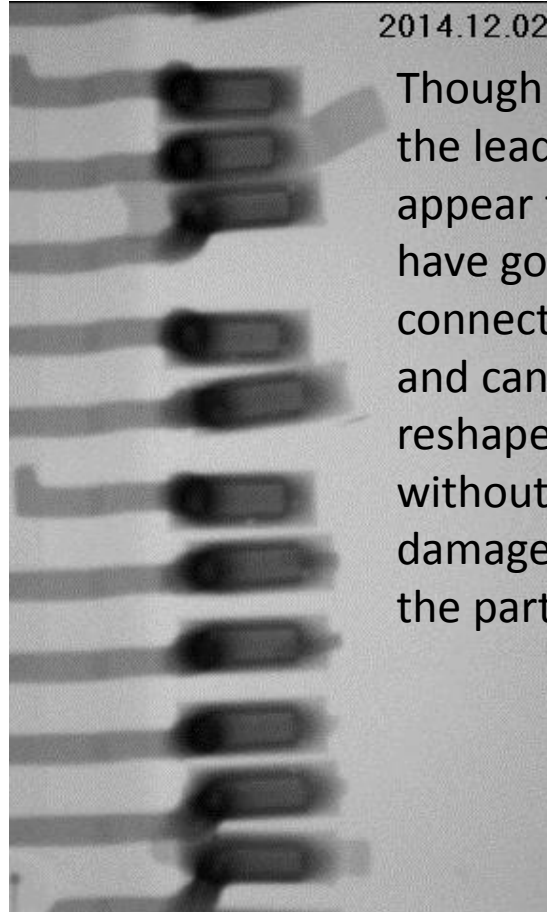 2014.12.02
Though
the lead
appear
have go
connect
and can
reshape
without
damage
the part